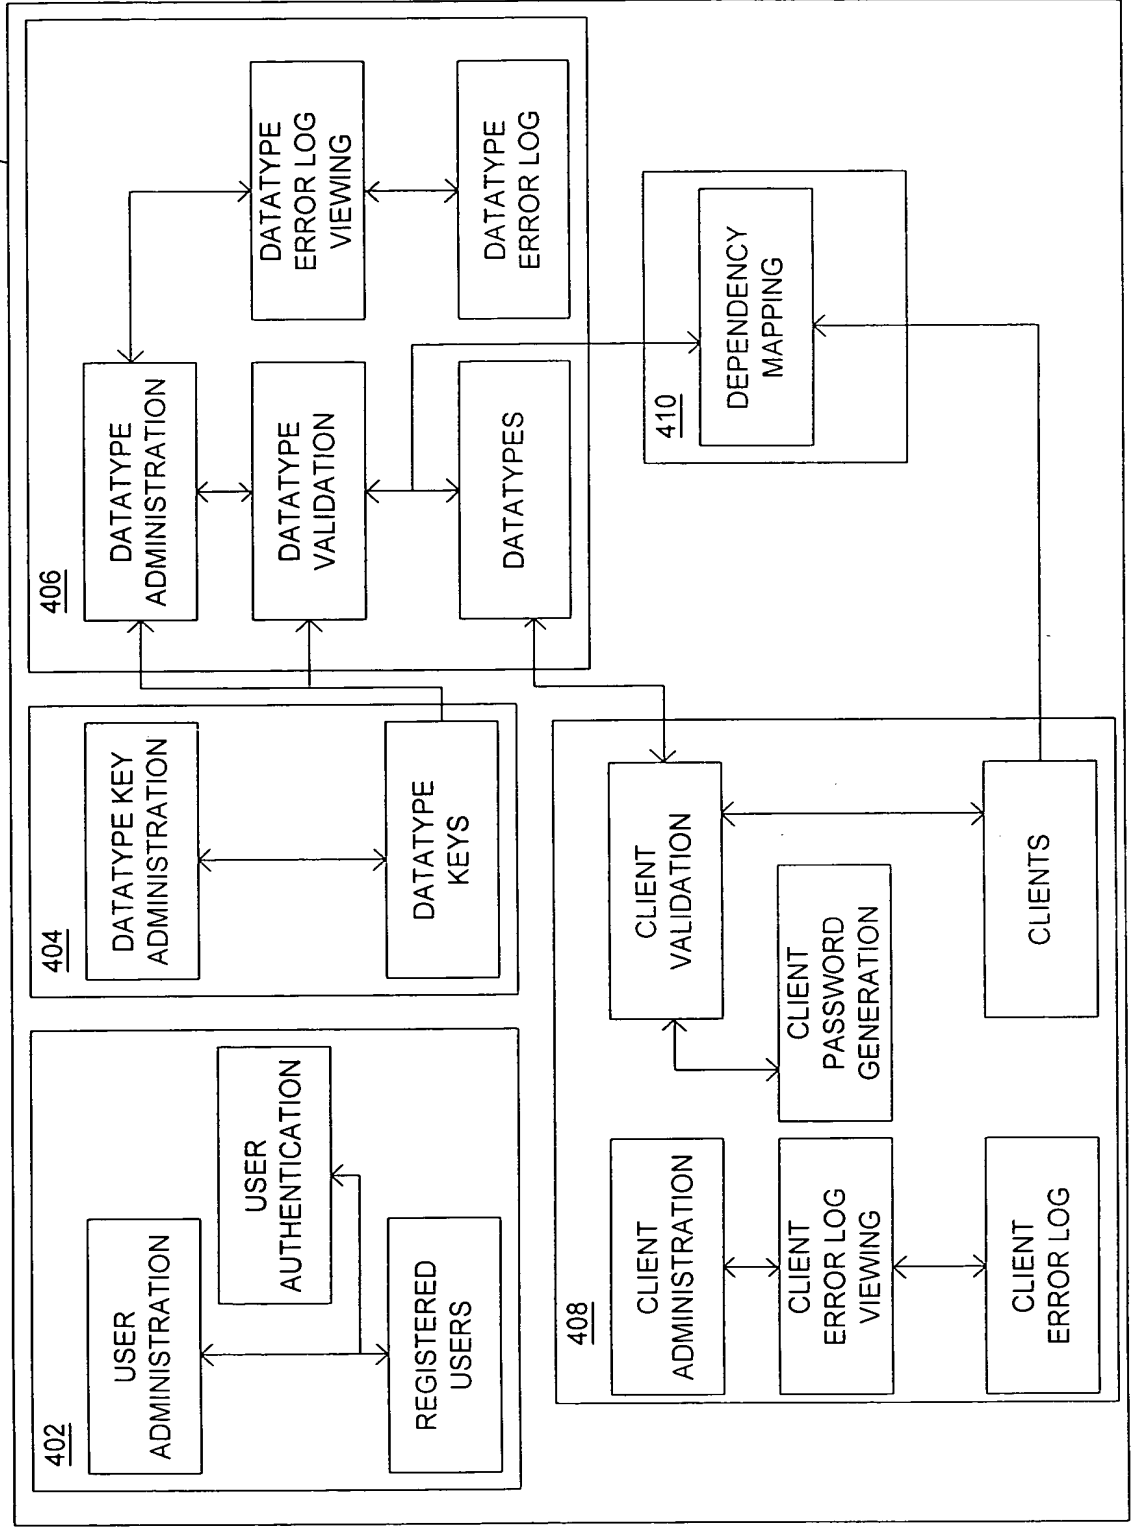 402
USER
ADMINISTRATION
USER
AUTHENTICATION
REGISTERED
USERS
404
DATATYPE KEY
ADMINISTRATION
DATATYPE
KEYS
406
DATATYPE
ADMINISTRATION
DATATYPE
VALIDATION
DATATYPES
DATATYPE
ERROR LOG
VIEWING
DATATYPE
ERROR LOG
408
CLIENT
ADMINISTRATION
CLIENT
ERROR LOG
VIEWING
CLIENT
ERROR LOG
CLIENT
VALIDATION
CLIENT
PASSWORD
GENERATION
CLIENTS
410
DEPENDENCY
MAPPING